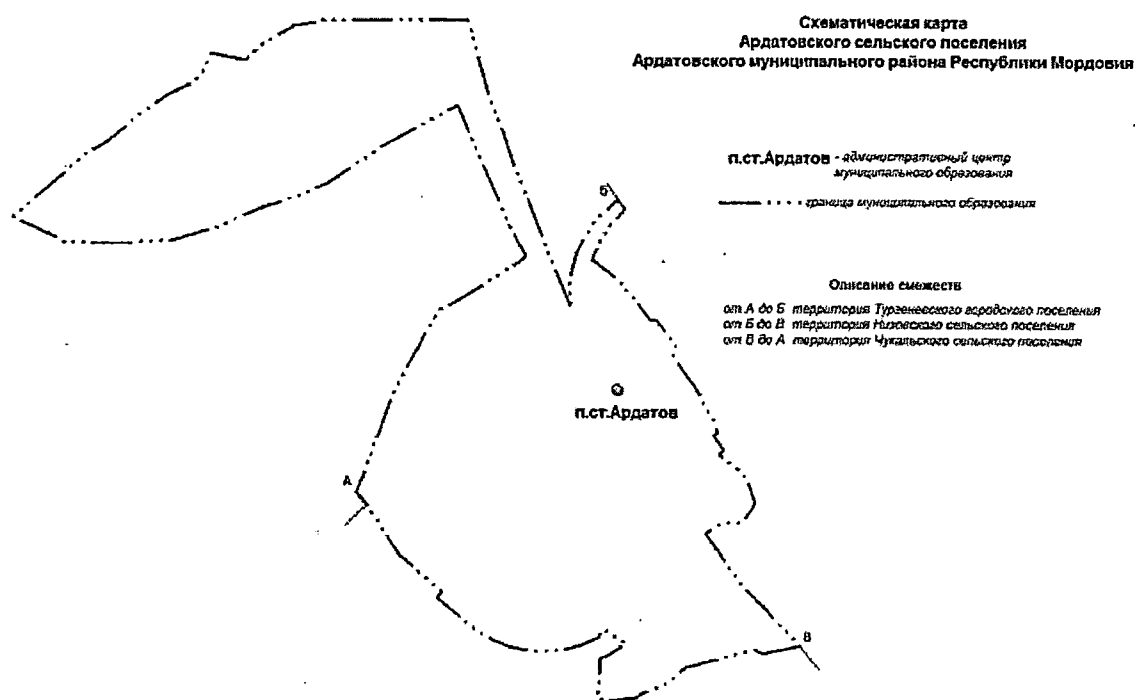 Схематическая карта
Ардатовского сельского поселения
Ардатовского муниципального района Республики Мордовия
п.ст.Ардатов - административный центр
муниципального образования
граница муниципального образования
Описание смежеств
от А до Б территория Тургеневского городского поселения
от Б до В территория Низовского сельского поселения
от В до А территория Чукальского сельского поселения
Б
п.ст.Ардатов
А
В